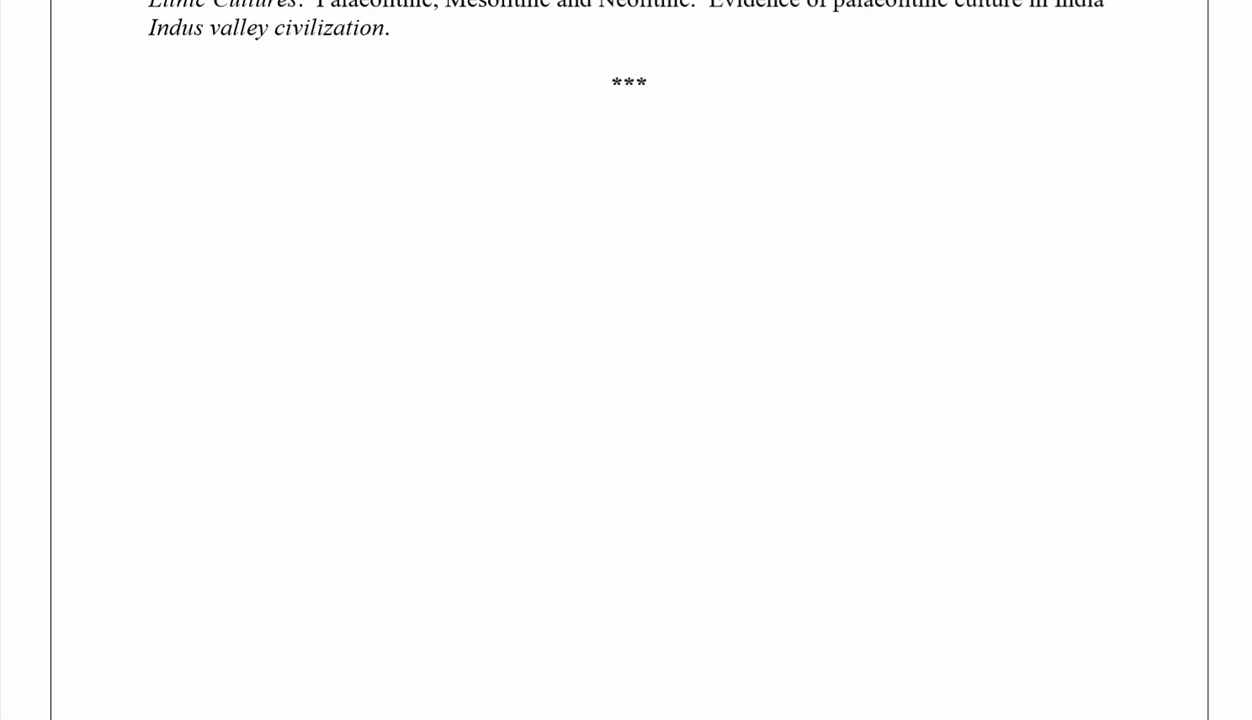 Lithic Cultures: Palaeolithic, Mesolithic and Neolithic. Evidence of palaeolithic culture in India
Indus valley civilization.
***